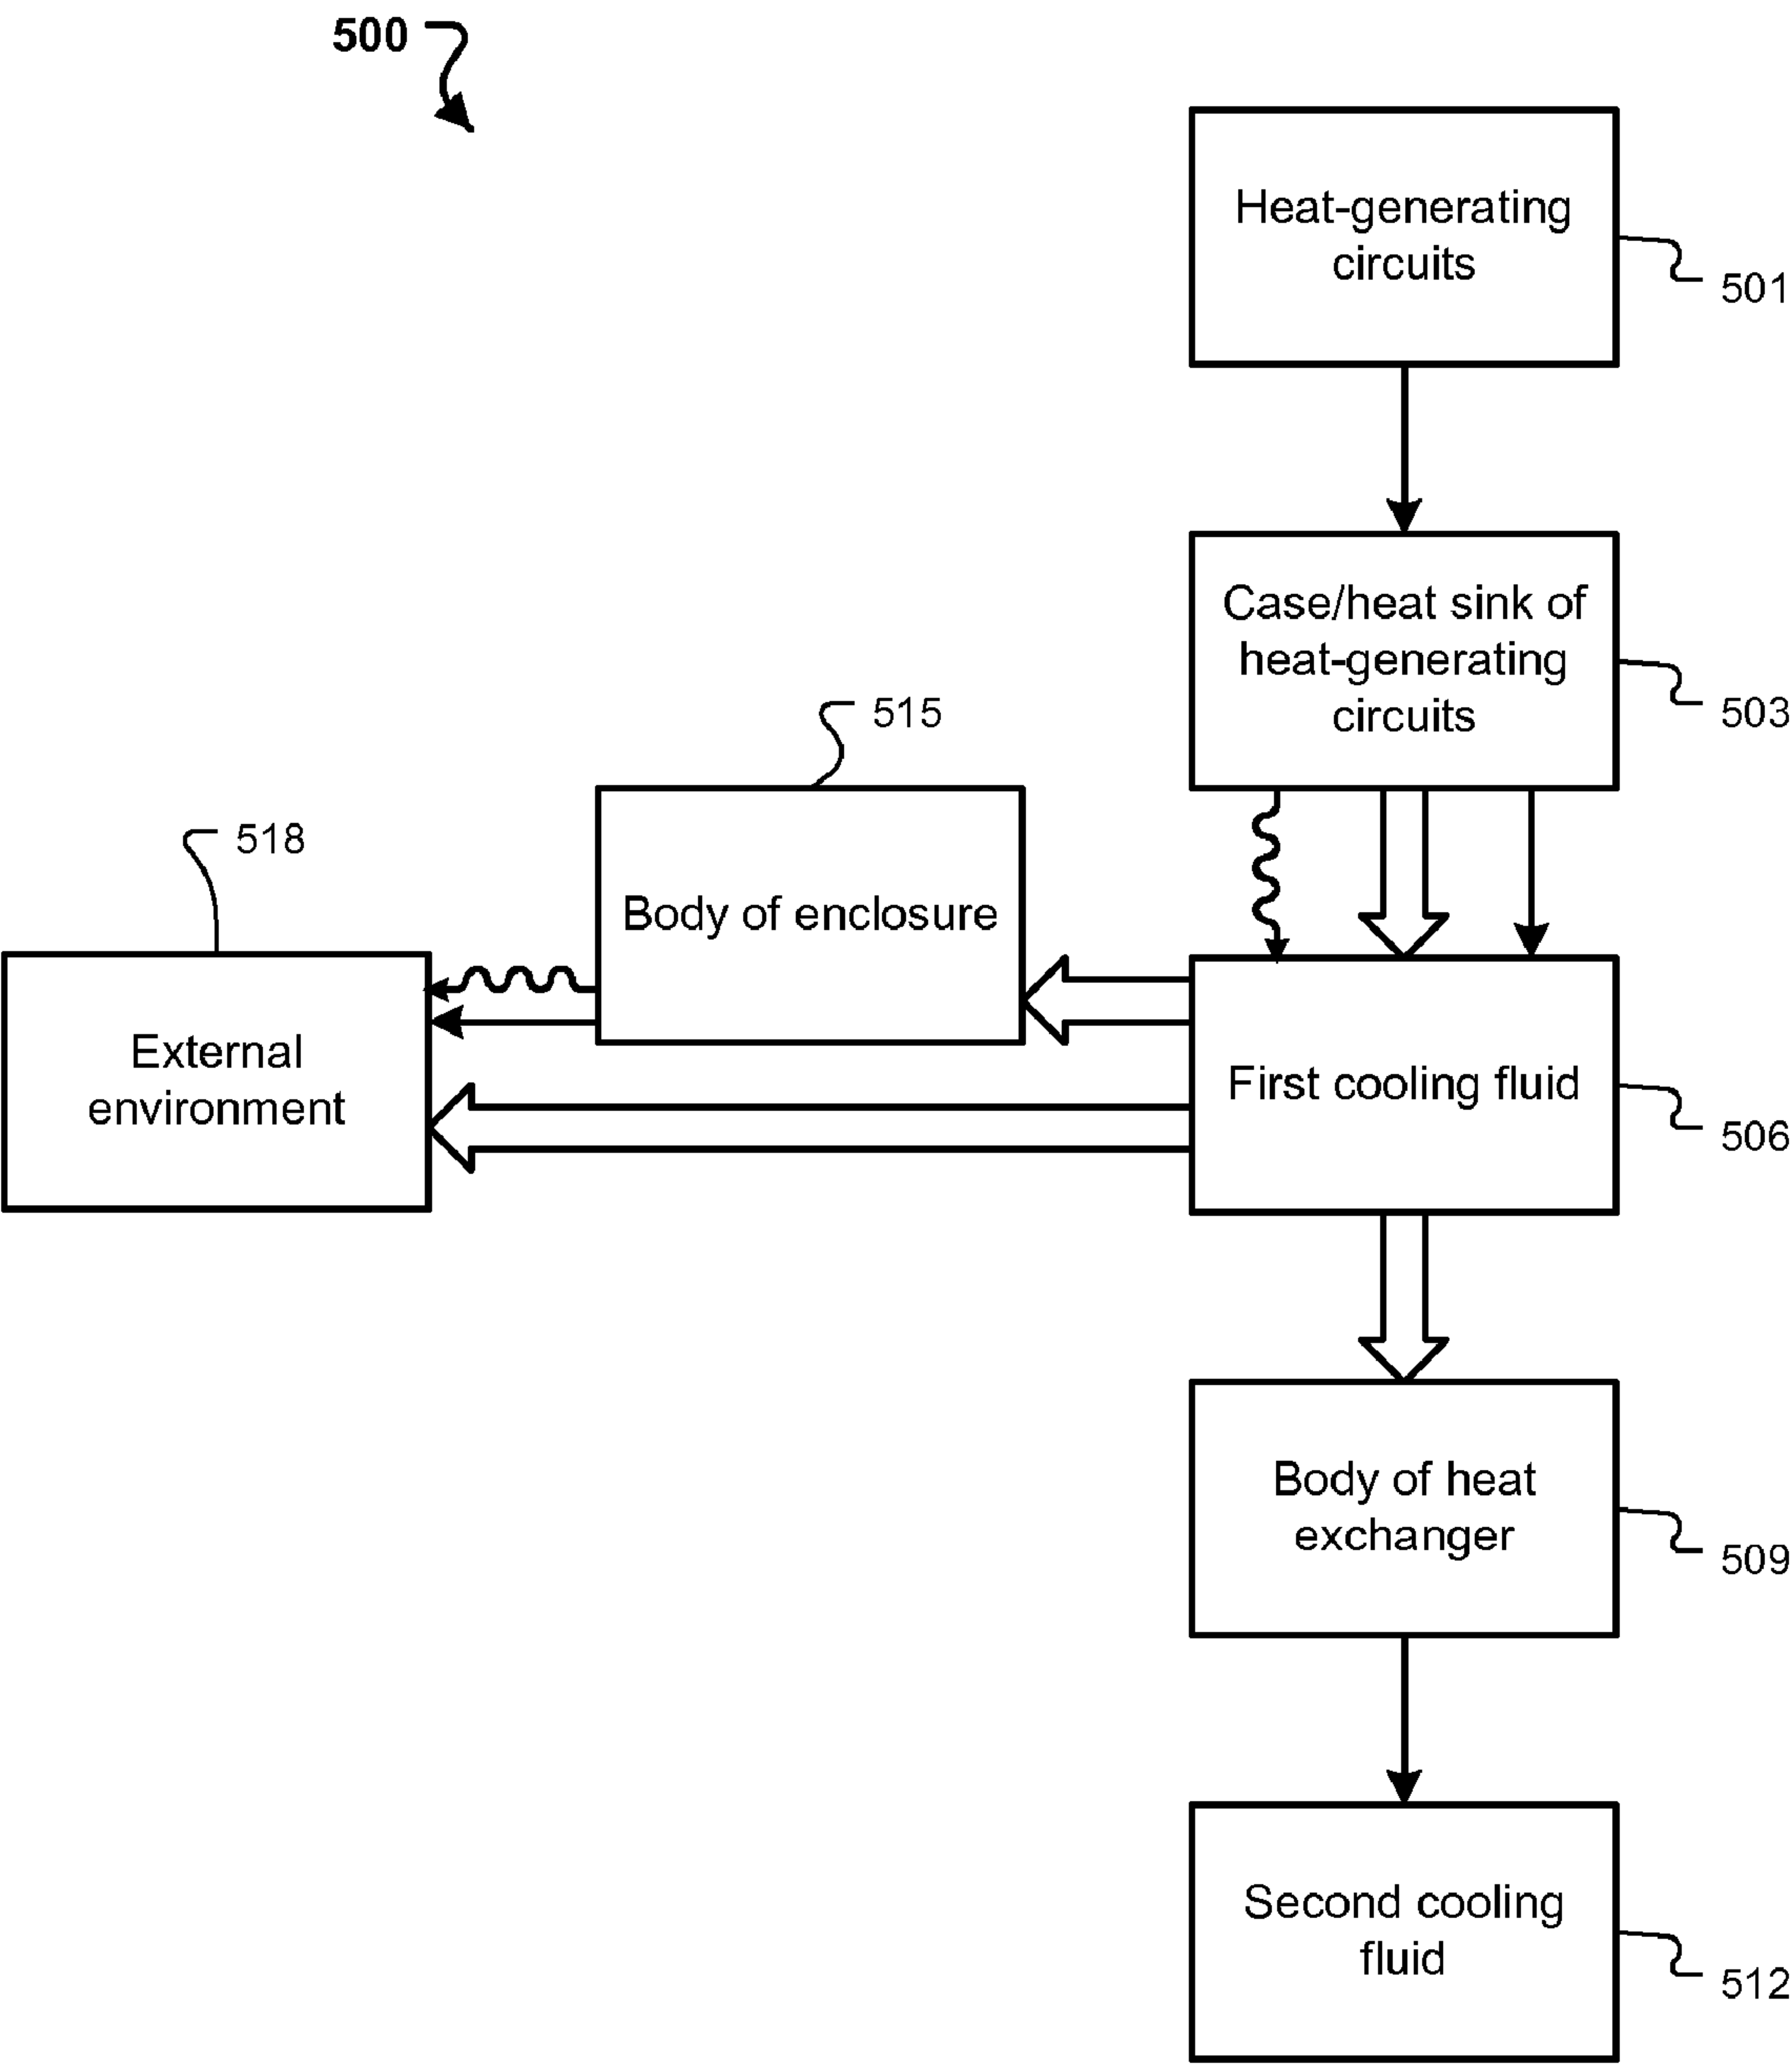 500
Heat-generating
circuits
501
Case/heat sink of
heat-generating
circuits
503
515
518
Body of enclosure
External
environment
First cooling fluid
506
Body of heat
exchanger
509
Second cooling
fluid
512